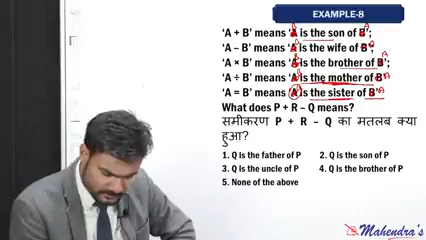 EXAMPLE-8
'A + B' means 'A is the son of B';
'A – B' means 'A is the wife of B';
'A × B' means 'A is the brother of B';
'A ÷ B' means 'A is the mother of B'
'A = B' means 'A is the sister of B'
What does P + R – Q means?
समीकरण P + R – Q का मतलब क्या
हुआ?
1. Q is the father of P 2. Q is the son of P
3. Q is the uncle of P 4. Q is the brother of P
5. None of the above
Mahendra's